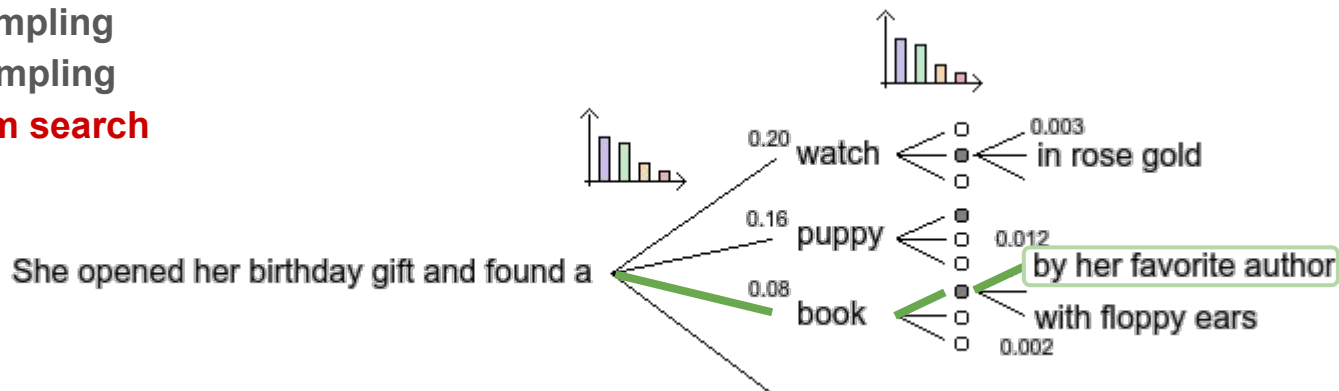 mpling
mpling
m search
0.20
watch
0.003
in rose gold
0.16
puppy
0.012
She opened her birthday gift and found a
by her favorite author
0.08
book
with floppy ears
0.002